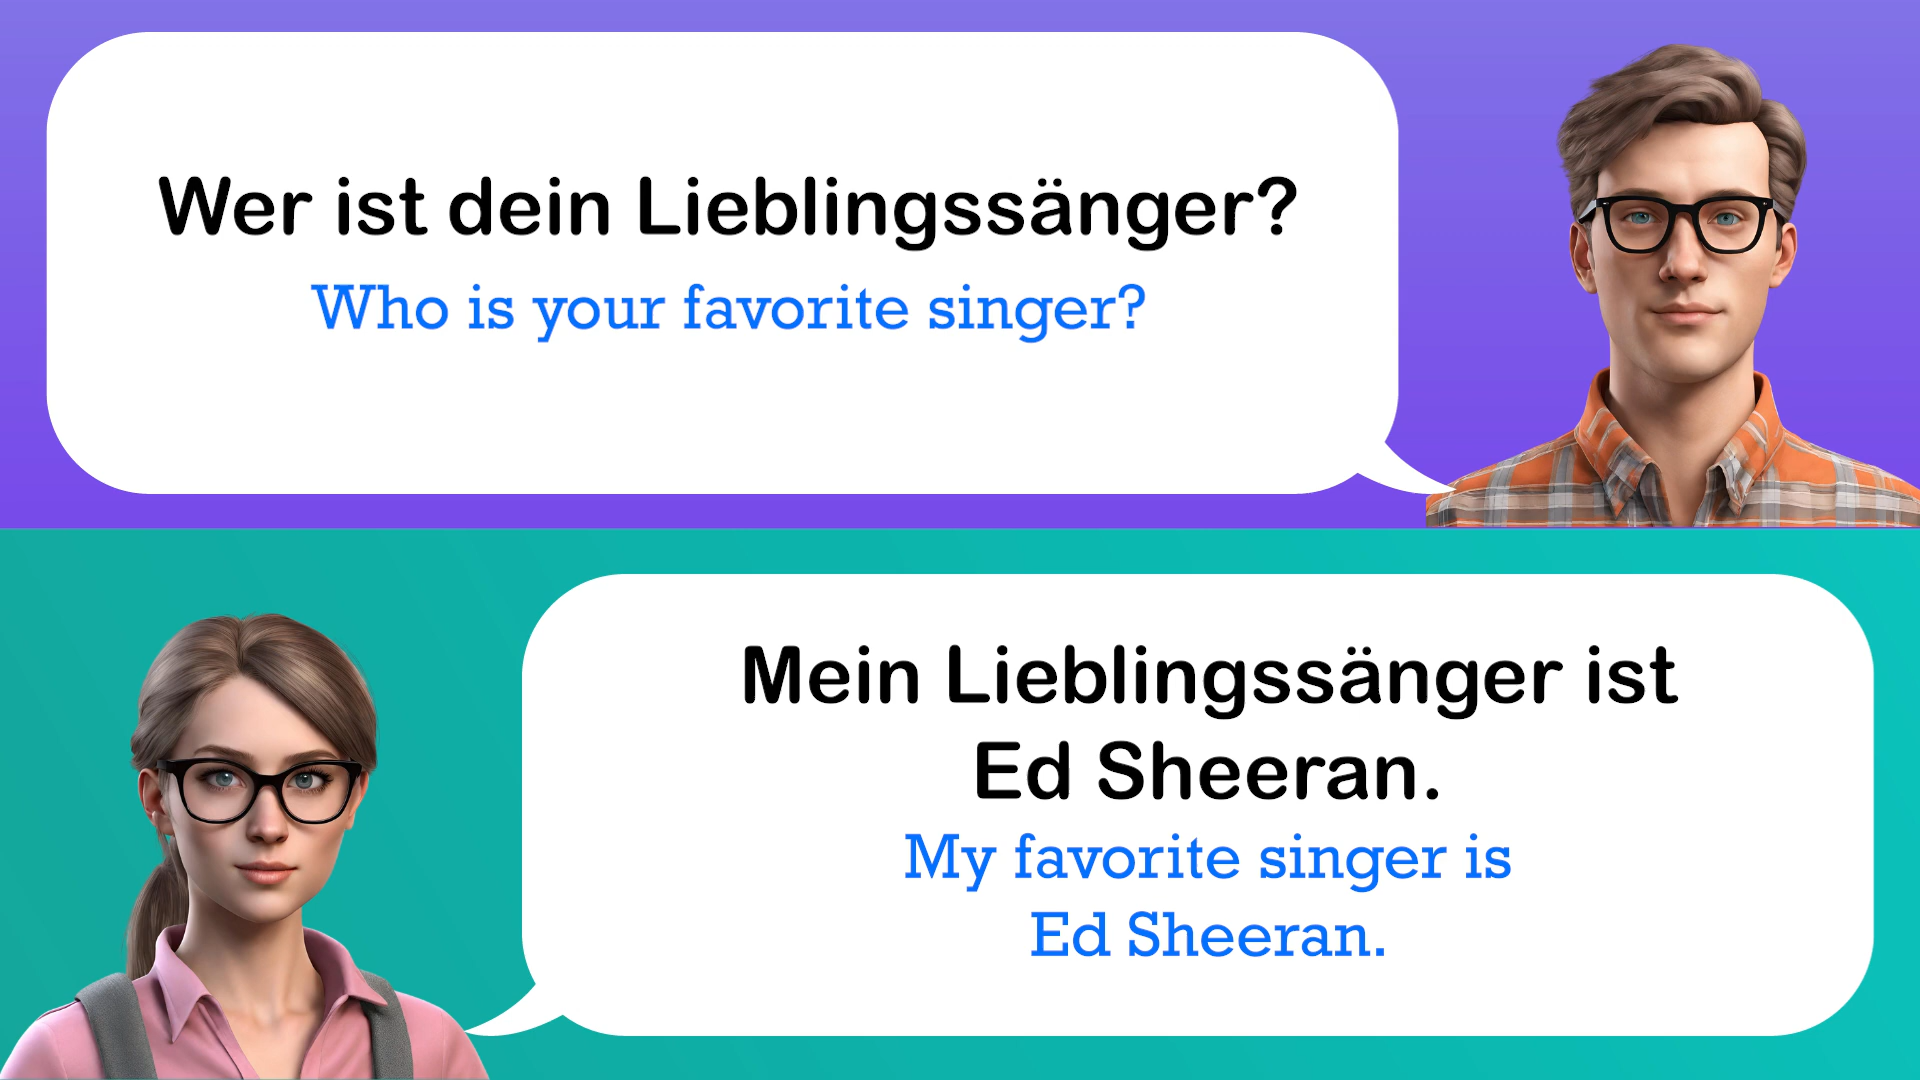 Wer ist dein Lieblingssänger?
Who is your favorite singer?
Mein Lieblingssänger ist
Ed Sheeran.
My favorite singer is
Ed Sheeran.